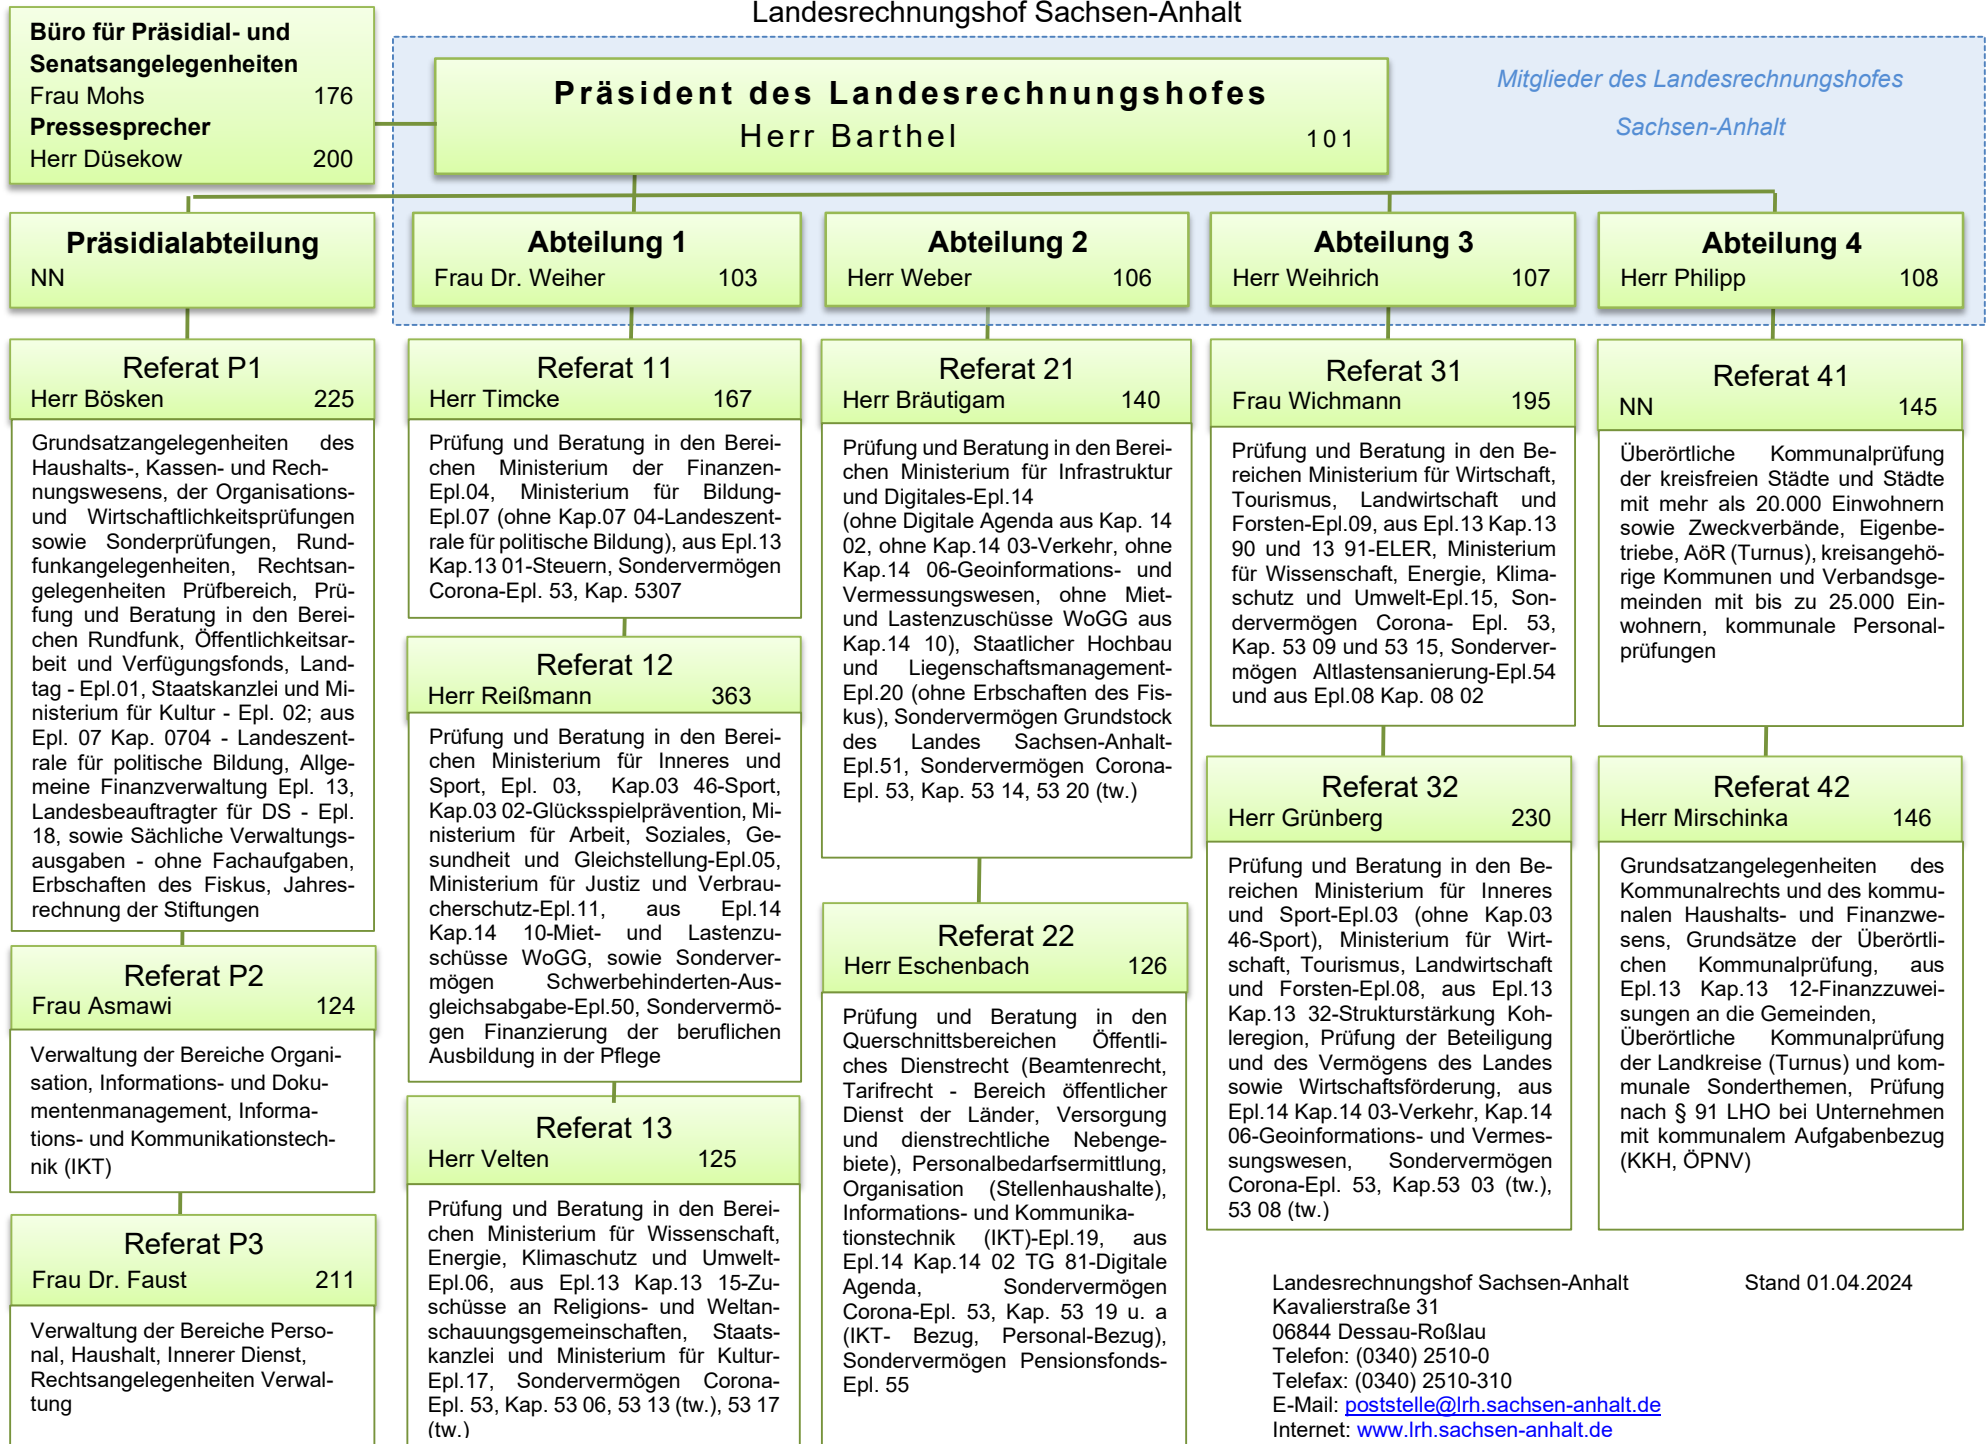 Landesrechnungshof Sachsen-Anhalt
Büro für Präsidial- und
Senatsangelegenheiten
Frau Mohs 176
Pressesprecher
Herr Düsekow 200
Präsident des Landesrechnungshofes
Herr Barthel 101
Mitglieder des Landesrechnungshofes
Sachsen-Anhalt
Präsidialabteilung
NN
Abteilung 1
Frau Dr. Weiher 103
Abteilung 2
Herr Weber 106
Abteilung 3
Herr Weihrich 107
Abteilung 4
Herr Philipp 108
Referat P1
Herr Bösken 225
Grundsatzangelegenheiten des
Haushalts-, Kassen- und Rech-
nungswesens, der Organisations-
und Wirtschaftlichkeitsprüfungen
sowie Sonderprüfungen, Rund-
funkangelegenheiten, Rechtsan-
gelegenheiten Prüfbereich, Prü-
fung und Beratung in den Berei-
chen Rundfunk, Öffentlichkeitsar-
beit und Verfügungsfonds, Land-
tag - Epl.01, Staatskanzlei und Mi-
nisterium für Kultur - Epl. 02; aus
Epl. 07 Kap. 0704 - Landeszent-
rale für politische Bildung, Allge-
meine Finanzverwaltung Epl. 13,
Landesbeauftragter für DS - Epl.
18, sowie Sächliche Verwaltungs-
ausgaben - ohne Fachaufgaben,
Erbschaften des Fiskus, Jahres-
rechnung der Stiftungen
Referat P2
Frau Asmawi 124
Verwaltung der Bereiche Organi-
sation, Informations- und Doku-
mentenmanagement, Informa-
tions- und Kommunikationstech-
nik (IKT)
Referat P3
Frau Dr. Faust 211
Verwaltung der Bereiche Perso-
nal, Haushalt, Innerer Dienst,
Rechtsangelegenheiten Verwal-
tung
Referat 11
Herr Timcke 167
Prüfung und Beratung in den Berei-
chen Ministerium der Finanzen-
Epl.04, Ministerium für Bildung-
Epl.07 (ohne Kap.07 04-Landeszent-
rale für politische Bildung), aus Epl.13
Kap.13 01-Steuern, Sondervermögen
Corona-Epl. 53, Kap. 5307
Referat 12
Herr Reißmann 363
Prüfung und Beratung in den Berei-
chen Ministerium für Inneres und
Sport, Epl. 03, Kap.03 46-Sport,
Kap.03 02-Glücksspielprävention, Mi-
nisterium für Arbeit, Soziales, Ge-
sundheit und Gleichstellung-Epl.05,
Ministerium für Justiz und Verbrau-
cherschutz-Epl.11, aus Epl.14
Kap.14 10-Miet- und Lastenzu-
schüsse WoGG, sowie Sonderver-
mögen Schwerbehinderten-Aus-
gleichsabgabe-Epl.50, Sondervermö-
gen Finanzierung der beruflichen
Ausbildung in der Pflege
Referat 13
Herr Velten 125
Prüfung und Beratung in den Berei-
chen Ministerium für Wissenschaft,
Energie, Klimaschutz und Umwelt-
Epl.06, aus Epl.13 Kap.13 15-Zu-
schüsse an Religions- und Weltan-
schauungsgemeinschaften, Staats-
kanzlei und Ministerium für Kultur-
Epl.17, Sondervermögen Corona-
Epl. 53, Kap. 53 06, 53 13 (tw.), 53 17
(tw.)
Referat 21
Herr Bräutigam 140
Prüfung und Beratung in den Berei-
chen Ministerium für Infrastruktur
und Digitales-Epl.14
(ohne Digitale Agenda aus Kap. 14
02, ohne Kap.14 03-Verkehr, ohne
Kap.14 06-Geoinformations- und
Vermessungswesen, ohne Miet-
und Lastenzuschüsse WoGG aus
Kap.14 10), Staatlicher Hochbau
und Liegenschaftsmanagement-
Epl.20 (ohne Erbschaften des Fis-
kus), Sondervermögen Grundstock
des Landes Sachsen-Anhalt-
Epl.51, Sondervermögen Corona-
Epl. 53, Kap. 53 14, 53 20 (tw.)
Referat 22
Herr Eschenbach 126
Prüfung und Beratung in den
Querschnittsbereichen Öffentli-
ches Dienstrecht (Beamtenrecht,
Tarifrecht - Bereich öffentlicher
Dienst der Länder, Versorgung
und dienstrechtliche Nebenge-
biete), Personalbedarfsermittlung,
Organisation (Stellenhaushalte),
Informations- und Kommunika-
tionstechnik (IKT)-Epl.19, aus
Epl.14 Kap.14 02 TG 81-Digitale
Agenda, Sondervermögen
Corona-Epl. 53, Kap. 53 19 u. a
(IKT- Bezug, Personal-Bezug),
Sondervermögen Pensionsfonds-
Epl. 55
Referat 31
Frau Wichmann 195
Prüfung und Beratung in den Be-
reichen Ministerium für Wirtschaft,
Tourismus, Landwirtschaft und
Forsten-Epl.09, aus Epl.13 Kap.13
90 und 13 91-ELER, Ministerium
für Wissenschaft, Energie, Klima-
schutz und Umwelt-Epl.15, Son-
dervermögen Corona- Epl. 53,
Kap. 53 09 und 53 15, Sonderver-
mögen Altlastensanierung-Epl.54
und aus Epl.08 Kap. 08 02
Referat 32
Herr Grünberg 230
Prüfung und Beratung in den Be-
reichen Ministerium für Inneres
und Sport-Epl.03 (ohne Kap.03
46-Sport), Ministerium für Wirt-
schaft, Tourismus, Landwirtschaft
und Forsten-Epl.08, aus Epl.13
Kap.13 32-Strukturstärkung Koh-
leregion, Prüfung der Beteiligung
und des Vermögens des Landes
sowie Wirtschaftsförderung, aus
Epl.14 Kap.14 03-Verkehr, Kap.14
06-Geoinformations- und Vermes-
sungswesen, Sondervermögen
Corona-Epl. 53, Kap.53 03 (tw.),
53 08 (tw.)
Referat 41
NN 145
Überörtliche Kommunalprüfung
der kreisfreien Städte und Städte
mit mehr als 20.000 Einwohnern
sowie Zweckverbände, Eigenbe-
triebe, AöR (Turnus), kreisangehö-
rige Kommunen und Verbandsge-
meinden mit bis zu 25.000 Ein-
wohnern, kommunale Personal-
prüfungen
Referat 42
Herr Mirschinka 146
Grundsatzangelegenheiten des
Kommunalrechts und des kommu-
nalen Haushalts- und Finanzwe-
sens, Grundsätze der Überörtli-
chen Kommunalprüfung, aus
Epl.13 Kap.13 12-Finanzzuwei-
sungen an die Gemeinden,
Überörtliche Kommunalprüfung
der Landkreise (Turnus) und kom-
munale Sonderthemen, Prüfung
nach § 91 LHO bei Unternehmen
mit kommunalem Aufgabenbezug
(KKH, ÖPNV)
Landesrechnungshof Sachsen-Anhalt Stand 01.04.2024
Kavalierstraße 31
06844 Dessau-Roßlau
Telefon: (0340) 2510-0
Telefax: (0340) 2510-310
E-Mail: poststelle@lrh.sachsen-anhalt.de
Internet: www.lrh.sachsen-anhalt.de